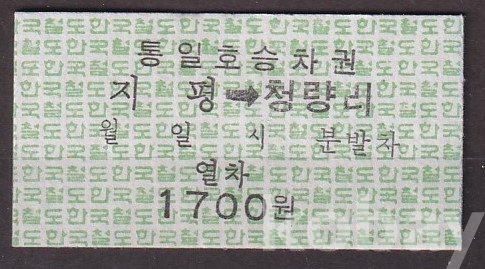 통일호승차권
지 평→청량리
월 일 시 분발차
열차
1700원